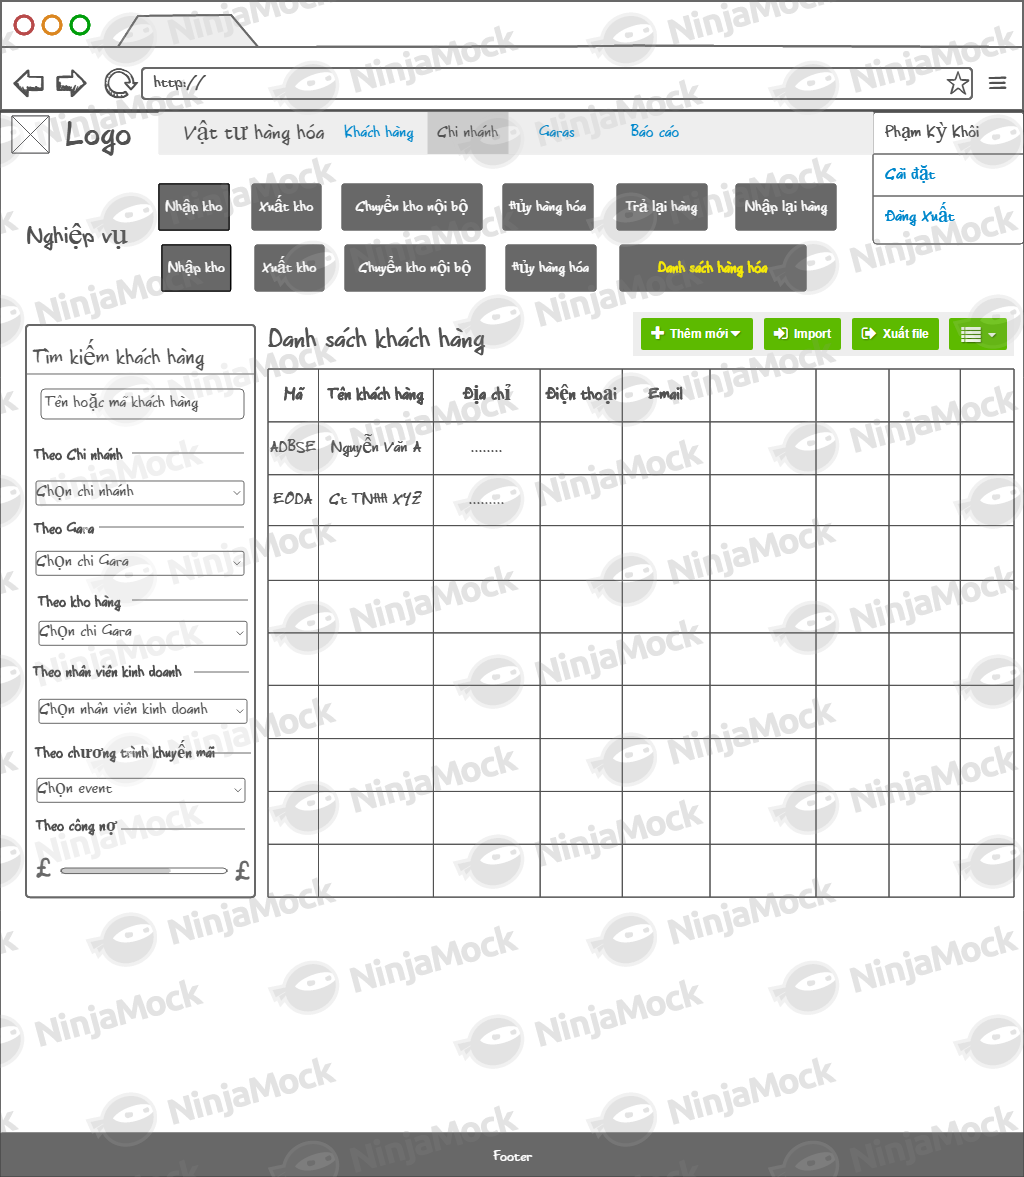 http://
Logo
Vật tư hàng hóa Khách hàng Chi nhánh Garas Báo cáo
Phạm Kỳ Khôi
Cài đặt
Đăng Xuất
Nghiệp vụ
Nhập kho Xuất kho Chuyển kho nội bộ Hủy hàng hóa Trả lại hàng Nhập lại hàng
Nhập kho Xuất kho Chuyển kho nội bộ Hủy hàng hóa Danh sách hàng hóa
Tìm kiếm khách hàng
Tên hoặc mã khách hàng
Theo Chi nhánh
Chọn chi nhánh
Theo Gara
Chọn chi Gara
Theo kho hàng
Chọn chi Gara
Theo nhân viên kinh doanh
Chọn nhân viên kinh doanh
Theo chương trình khuyến mãi
Chọn event
Theo công nợ
£ £
Danh sách khách hàng
Thêm mới Import Xuất file
Mã Tên khách hàng Địa chỉ Điện thoại Email
ADBSE Nguyễn Văn A ........
EODA Ct TNHH XYZ .........
Footer
NinjaMock